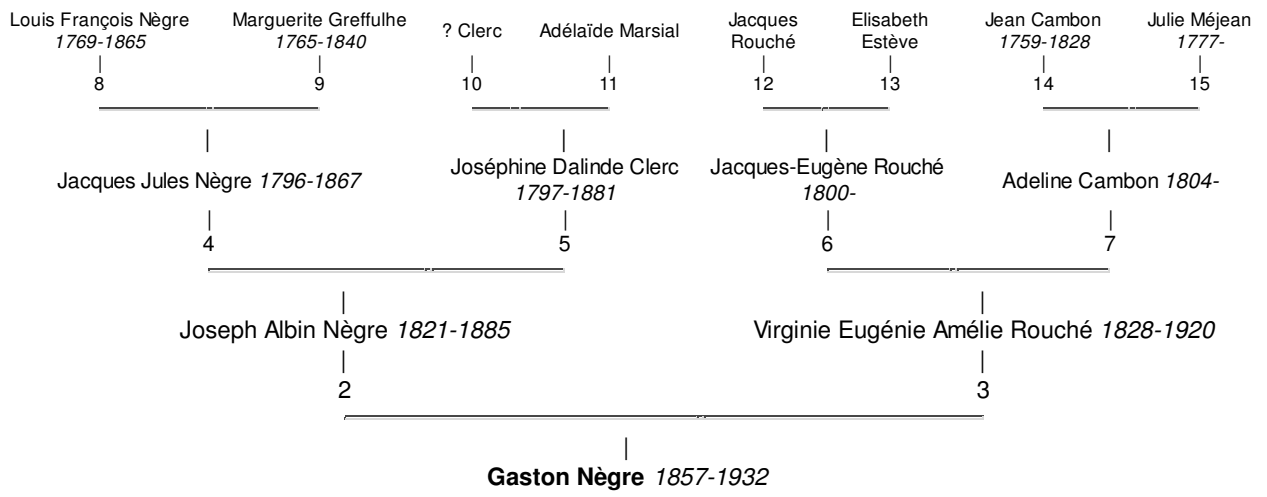 Louis François Nègre Marguerite Greffulhe ? Clerc Adélaïde Marsial Jacques Elisabeth Jean Cambon Julie Méjean
1769-1865 1765-1840 Rouché Estève 1759-1828 1777-
8 9 10 11 12 13 14 15
Jacques Jules Nègre 1796-1867 Joséphine Dalinde Clerc Jacques-Eugène Rouché Adeline Cambon 1804-
1797-1881 1800-
4 5 6 7
Joseph Albin Nègre 1821-1885 Virginie Eugénie Amélie Rouché 1828-1920
2 3
Gaston Nègre 1857-1932